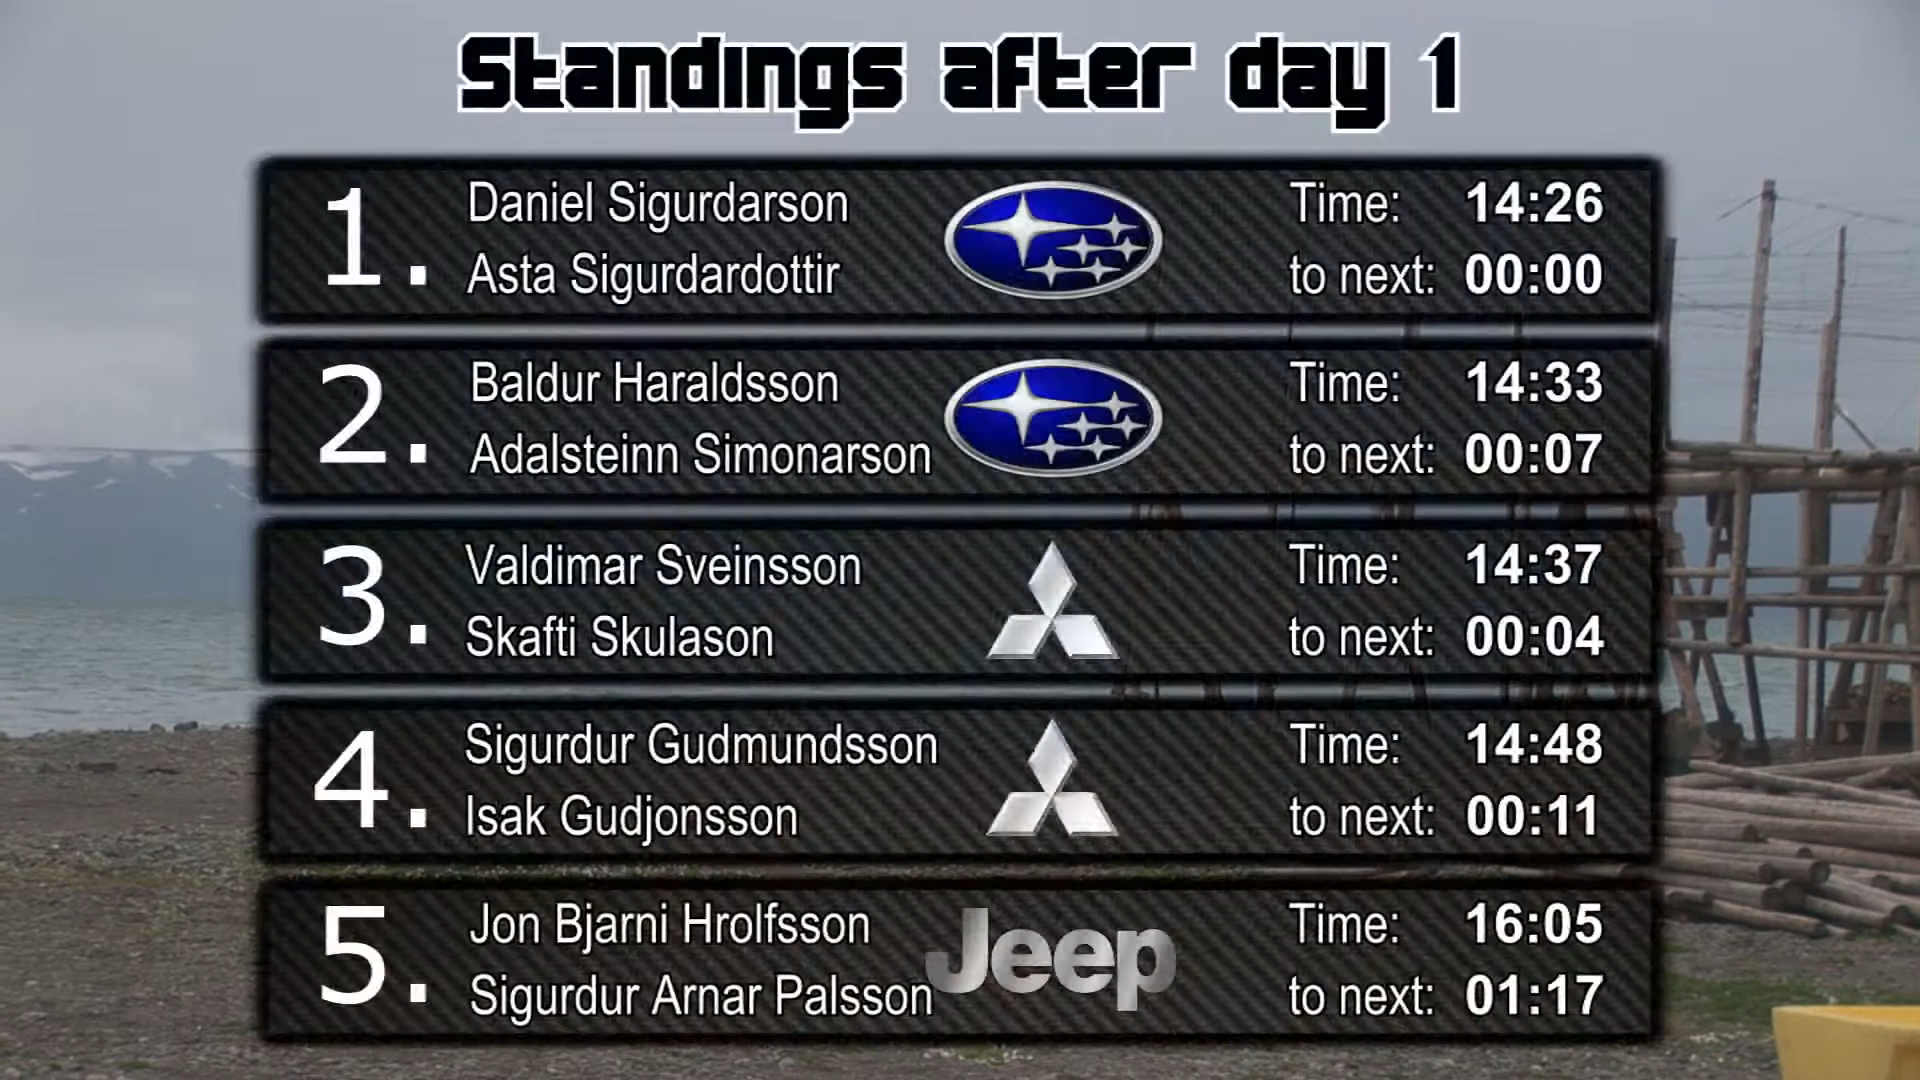 Standings after day 1
1. Daniel Sigurdarson Time: 14:26
Asta Sigurdardottir to next: 00:00
2. Baldur Haraldsson Time: 14:33
Adalsteinn Simonarson to next: 00:07
3. Valdimar Sveinsson Time: 14:37
Skafti Skulason to next: 00:04
4. Sigurdur Gudmundsson Time: 14:48
Isak Gudjonsson to next: 00:11
5. Jon Bjarni Hrolfsson Jeep Time: 16:05
Sigurdur Arnar Palsson to next: 01:17